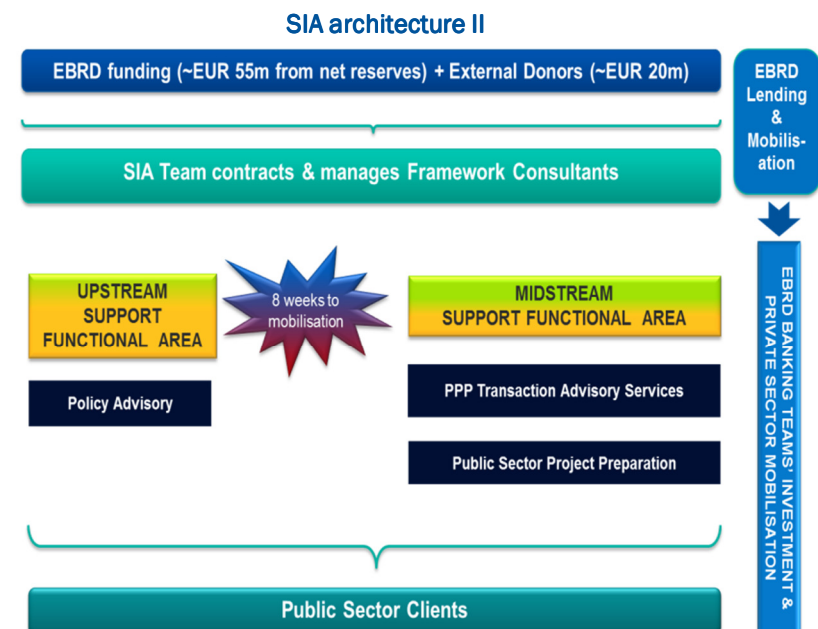 SIA architecture II
EBRD funding (~EUR 55m from net reserves) + External Donors (~EUR 20m)
EBRD
Lending
&
Mobilis-
ation
SIA Team contracts & manages Framework Consultants
UPSTREAM
SUPPORT
FUNCTIONAL AREA
8 weeks to
mobilisation
MIDSTREAM
SUPPORT FUNCTIONAL AREA
Policy Advisory
PPP Transaction Advisory Services
Public Sector Project Preparation
EBRD BANKING TEAMS' INVESTMENT &
PRIVATE SECTOR MOBILISATION
Public Sector Clients